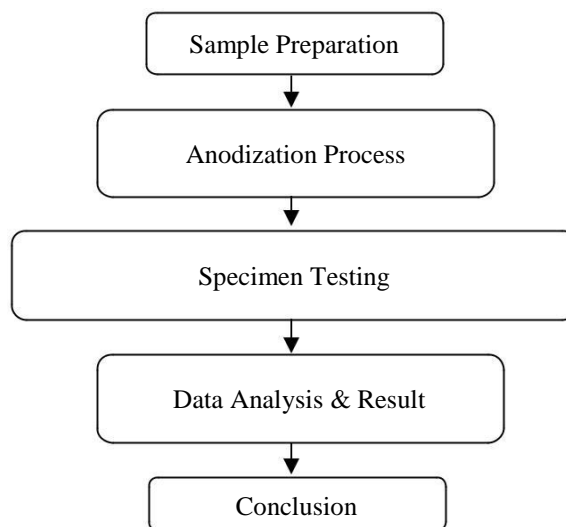 Sample Preparation
Anodization Process
Specimen Testing
Data Analysis & Result
Conclusion